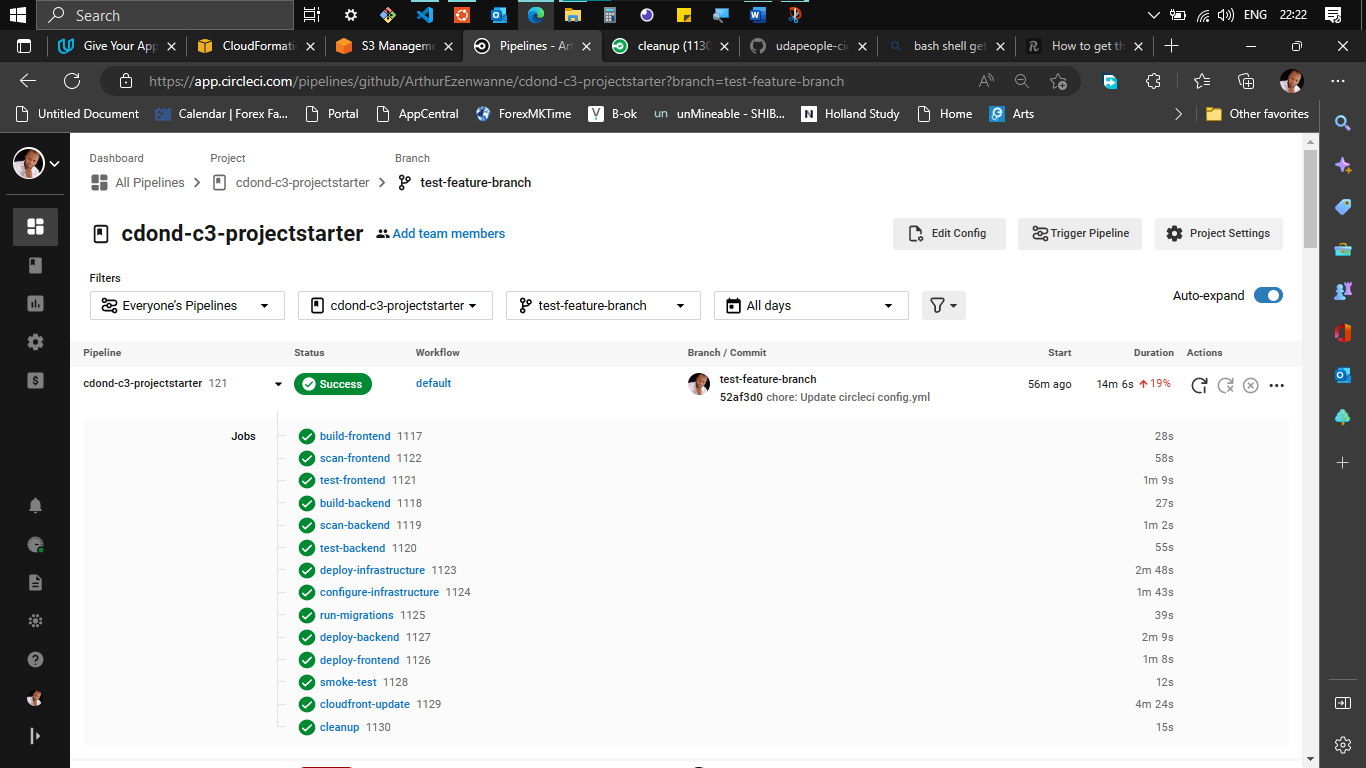 Search
ENG 22:22
Give Your App
CloudFormatio
S3 Manageme
Pipelines - Art
cleanup (1130
udapeople-cic
bash shell get
How to get th
https://app.circleci.com/pipelines/github/ArthurEzenwanne/cdond-c3-projectstarter?branch=test-feature-branch
Untitled Document
Calendar | Forex Fa...
Portal
AppCentral
ForexMKTime
B-ok
unMineable - SHIB...
Holland Study
Home
Arts
Other favorites
Dashboard Project Branch
All Pipelines cdond-c3-projectstarter test-feature-branch
cdond-c3-projectstarter Add team members Edit Config Trigger Pipeline Project Settings
Filters
Everyone's Pipelines cdond-c3-projectstarter test-feature-branch All days Auto-expand
Pipeline Status Workflow Branch / Commit Start Duration Actions
cdond-c3-projectstarter 121 Success default test-feature-branch 56m ago 14m 6s 19%
52af3d0 chore: Update circleci config.yml
Jobs build-frontend 1117 28s
scan-frontend 1122 58s
test-frontend 1121 1m 9s
build-backend 1118 27s
scan-backend 1119 1m 2s
test-backend 1120 55s
deploy-infrastructure 1123 2m 48s
configure-infrastructure 1124 1m 43s
run-migrations 1125 39s
deploy-backend 1127 2m 9s
deploy-frontend 1126 1m 8s
smoke-test 1128 12s
cloudfront-update 1129 4m 24s
cleanup 1130 15s